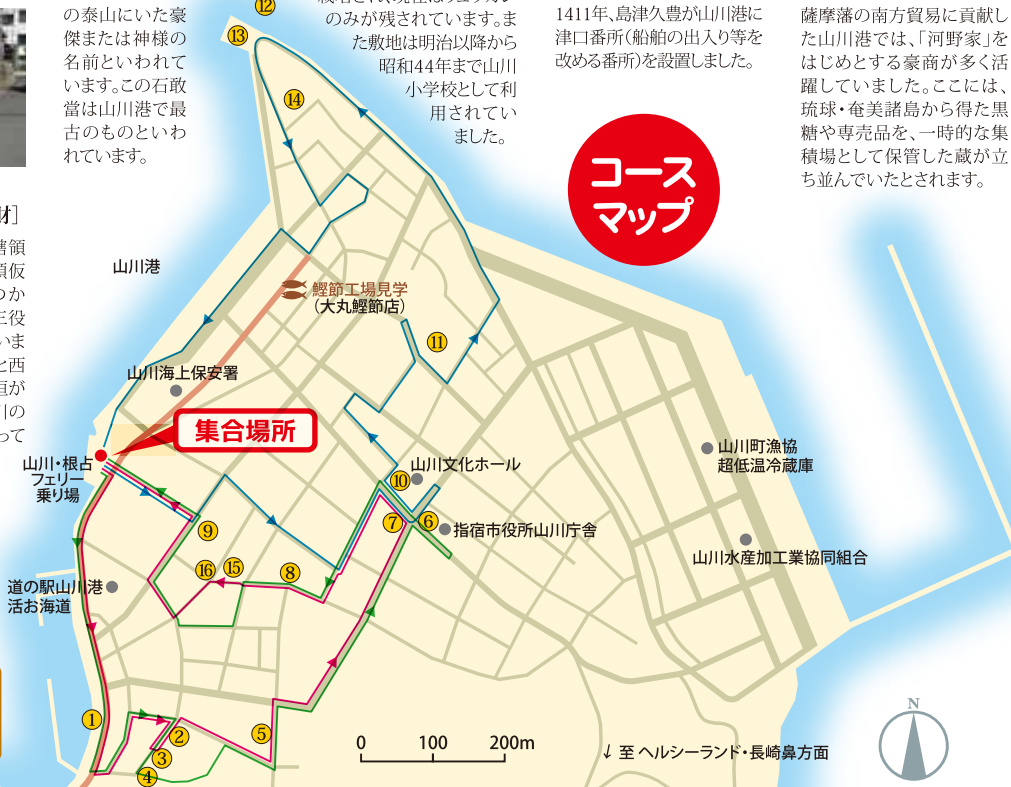 の泰山にいた豪
傑または神様の
名前といわれて
います。この石敢
當は山川港で最
古のものといわ
れています。
財]
轄領
のみが残されています。ま
た敷地は明治以降から
昭和44年まで山川
小学校として利
用されてい
ました。
1411年、島津久豊が山川港に
津口番所(船舶の出入り等を
改める番所)を設置しました。
薩摩藩の南方貿易に貢献し
た山川港では、「河野家」を
はじめとする豪商が多く活
躍していました。ここには、
琉球・奄美諸島から得た黒
糖や専売品を、一時的な集
積場として保管した蔵が立
ち並んでいたとされます。
コース
マップ
⑫
⑬
⑭
山川港
鰹節工場見学
(大丸鰹節店)
⑪
山川海上保安署
集合場所
山川・根占
フェリー
乗り場
山川文化ホール
⑩
⑦
⑥
指宿市役所山川庁舎
山川町漁協
超低温冷蔵庫
山川水産加工業協同組合
⑨
⑯
⑮
⑧
道の駅山川港
活お海道
①
②
③
④
⑤
0 100 200m
↓至 ヘルシーランド・長崎鼻方面
N